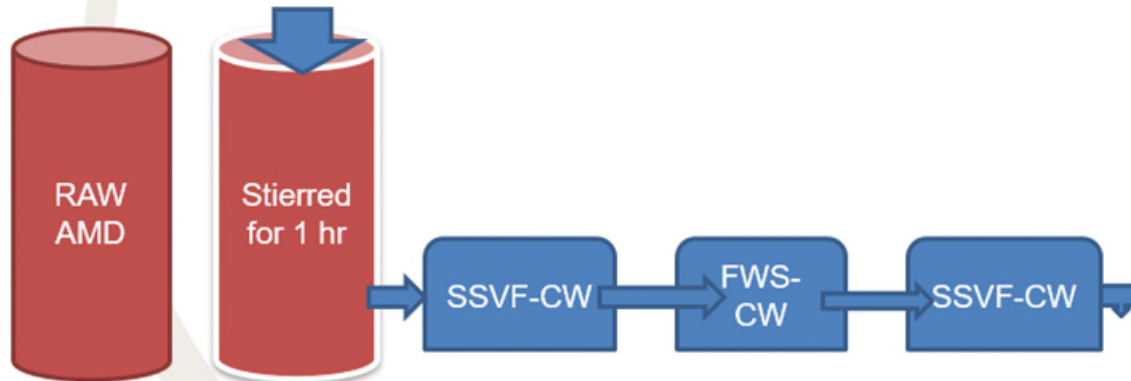 RAW
AMD
Stierred
for 1 hr
SSVF-CW
FWS-
CW
SSVF-CW